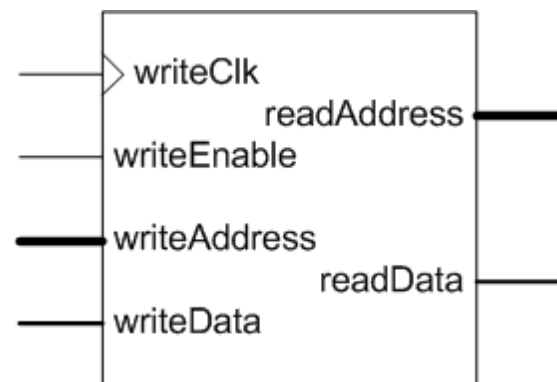 writeClk
readAddress
writeEnable
writeAddress
readData
writeData